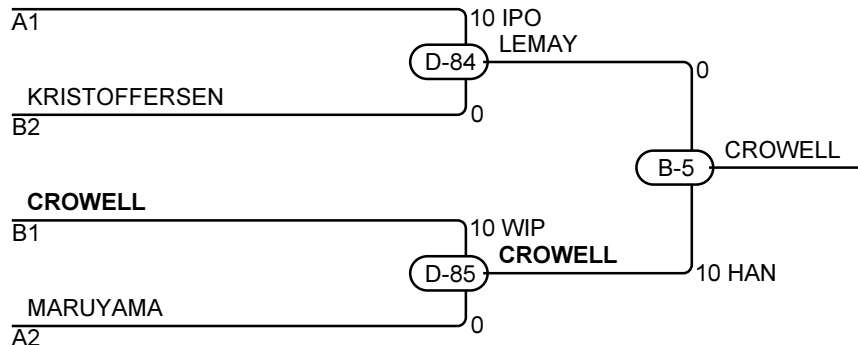 A1
10 IPO
LEMAY
D-84
0
KRISTOFFERSEN
0
B2
CROWELL
B-5
CROWELL
B1
10 WIP
CROWELL
D-85
10 HAN
MARUYAMA
0
A2